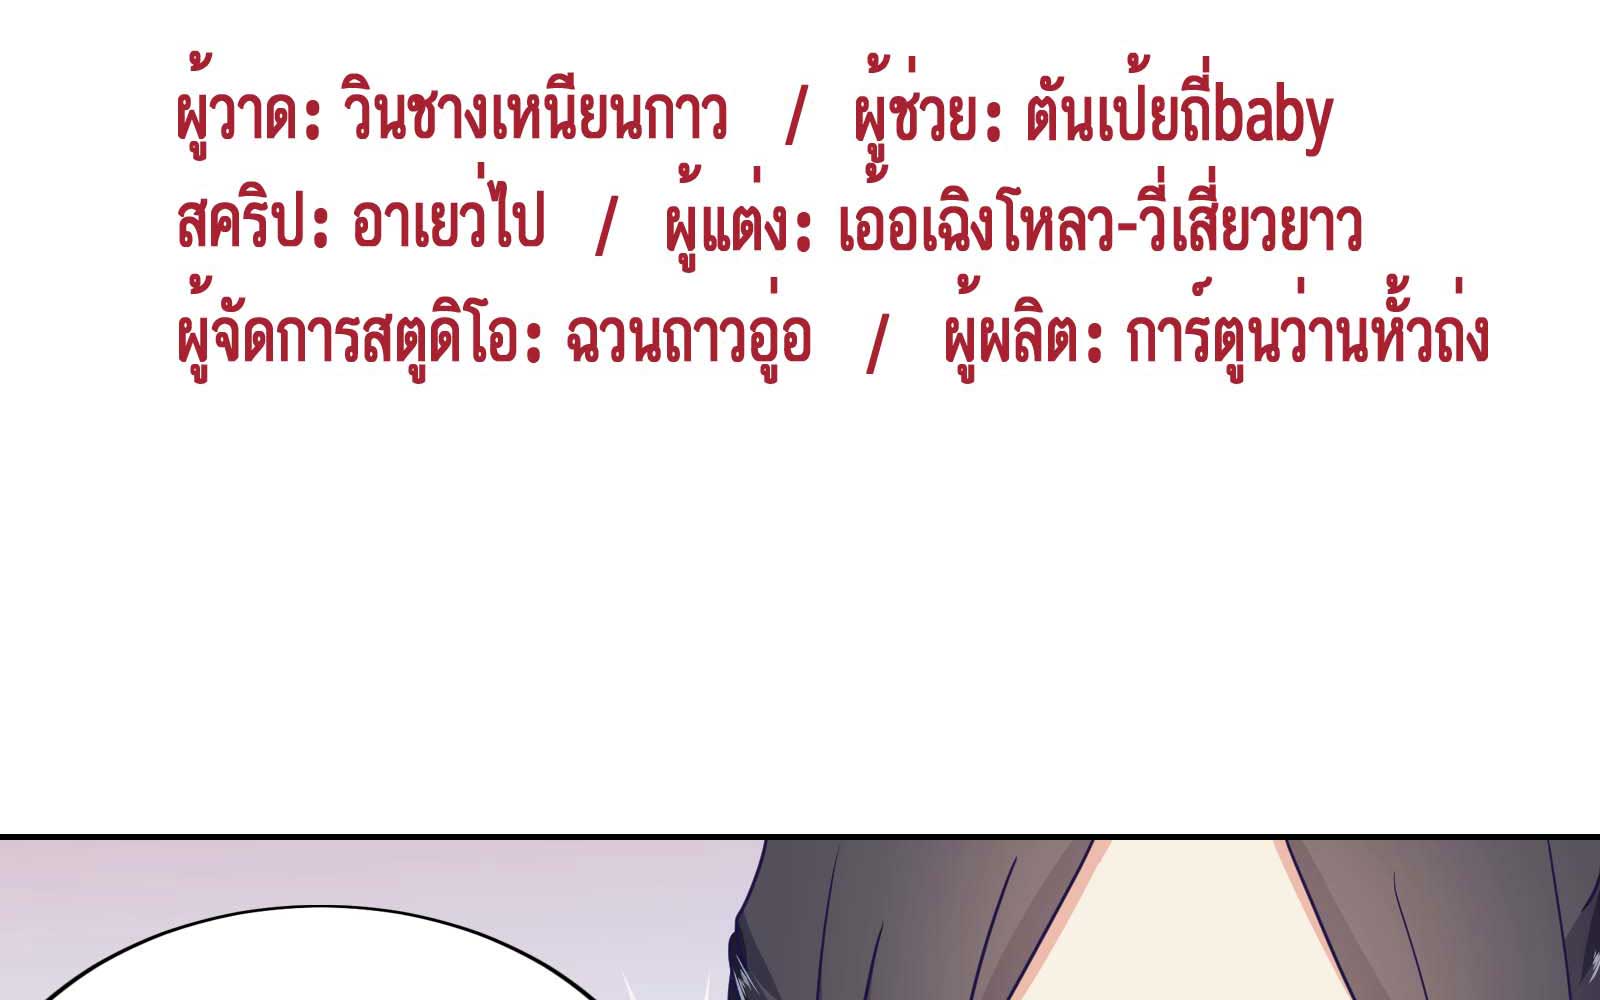 ผู้วาด: วินชางเหนียนกาว / ผู้ช่วย: ตันเป้ยถี่baby
สคริป: อาเยว่ไป / ผู้แต่ง: เอ้อเฉิงโหลว-วี่เสี่ยวยาว
ผู้จัดการสตูดิโอ: ฉวนถาวอู่อ / ผู้ผลิต: การ์ตูนว่านหั้วถ่ง